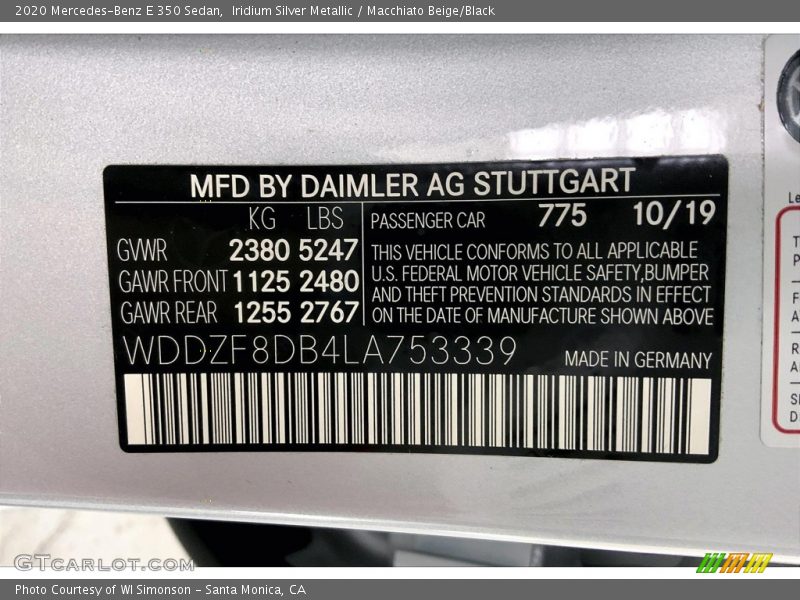 2020 Mercedes-Benz E 350 Sedan, Iridium Silver Metallic / Macchiato Beige/Black
MFD BY DAIMLER AG STUTTGART
KG LBS
GVWR 2380 5247
GAWR FRONT 1125 2480
GAWR REAR 1255 2767
PASSENGER CAR 775 10/19
THIS VEHICLE CONFORMS TO ALL APPLICABLE
U.S. FEDERAL MOTOR VEHICLE SAFETY,BUMPER
AND THEFT PREVENTION STANDARDS IN EFFECT
ON THE DATE OF MANUFACTURE SHOWN ABOVE
WDDZF8DB4LA753339
MADE IN GERMANY
GTCARLOT.COM
Photo Courtesy of WI Simonson - Santa Monica, CA